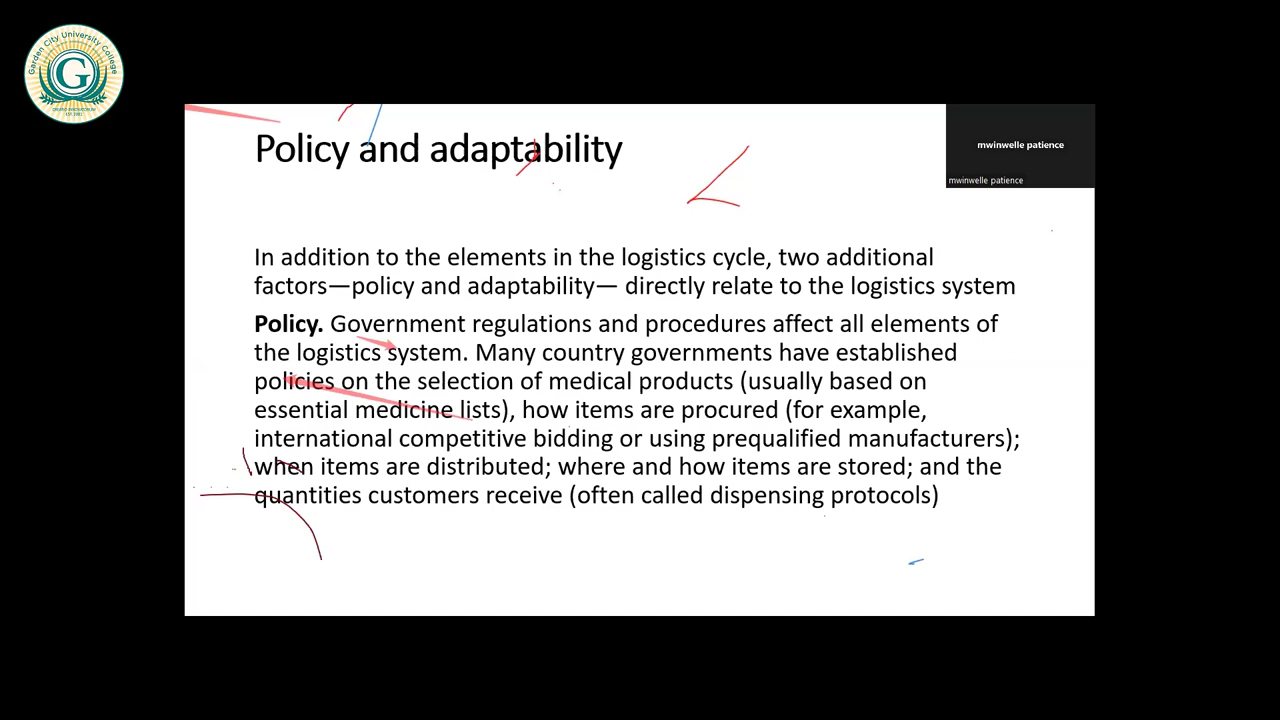 Garden City University College
G
Policy and adaptability
mwinwelle patience
mwinwelle patience
In addition to the elements in the logistics cycle, two additional
factors—policy and adaptability— directly relate to the logistics system
Policy. Government regulations and procedures affect all elements of
the logistics system. Many country governments have established
policies on the selection of medical products (usually based on
essential medicine lists), how items are procured (for example,
international competitive bidding or using prequalified manufacturers);
when items are distributed; where and how items are stored; and the
quantities customers receive (often called dispensing protocols)